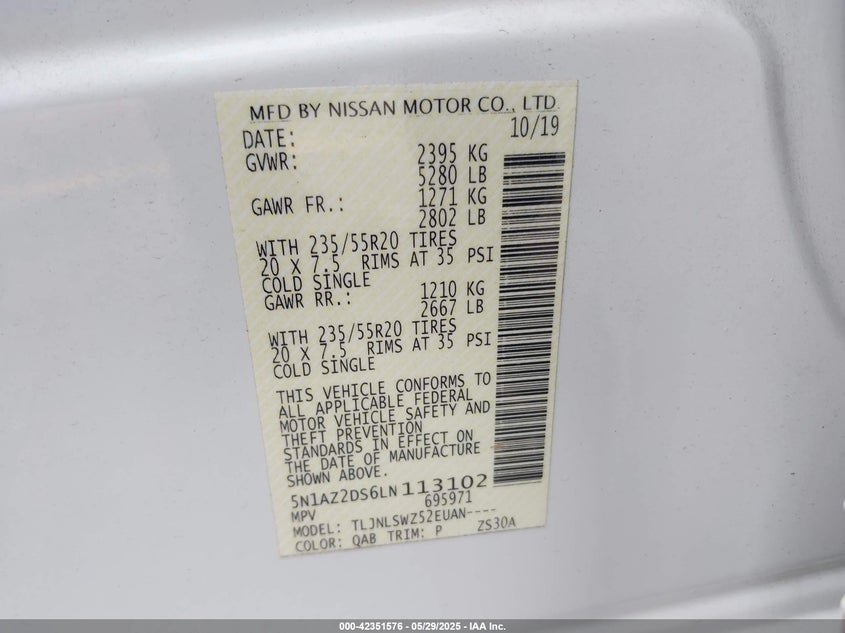 MFD BY NISSAN MOTOR CO., LTD.
DATE: 10/19
GVWR: 2395 KG
5280 LB
GAWR FR.: 1271 KG
2802 LB
WITH 235/55R20 TIRES
20 X 7.5 RIMS AT 35 PSI
COLD SINGLE
GAWR RR.: 1210 KG
2667 LB
WITH 235/55R20 TIRES
20 X 7.5 RIMS AT 35 PSI
COLD SINGLE
THIS VEHICLE CONFORMS TO
ALL APPLICABLE FEDERAL
MOTOR VEHICLE SAFETY AND
THEFT PREVENTION
STANDARDS IN EFFECT ON
THE DATE OF MANUFACTURE
SHOWN ABOVE.
5N1AZ2DS6LN113102
MPV 695971
MODEL: TLJNLSWZ52EUAN----
COLOR: QAB TRIM: P ZS30A
000-42351576 — 05/29/2025 — IAA Inc.